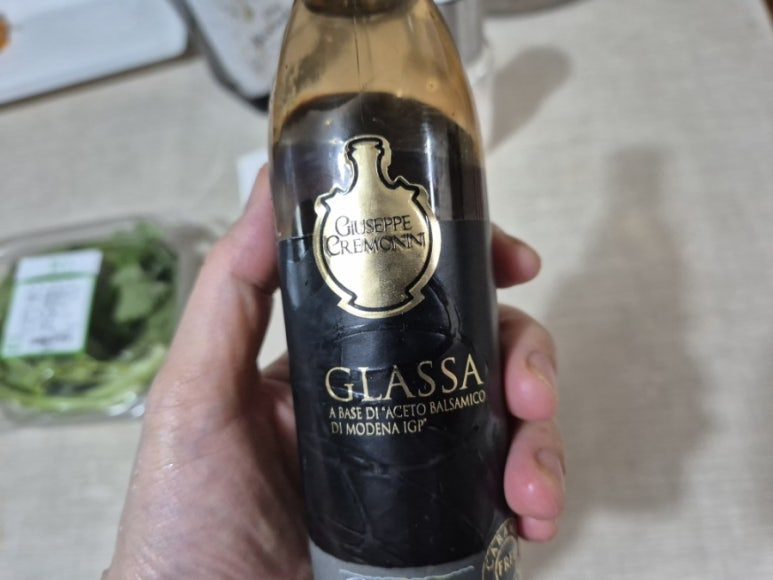 GIUSEPPE
CREMONINI
GLASSA
A BASE DI "ACETO BALSAMICO
DI MODENA IGP"